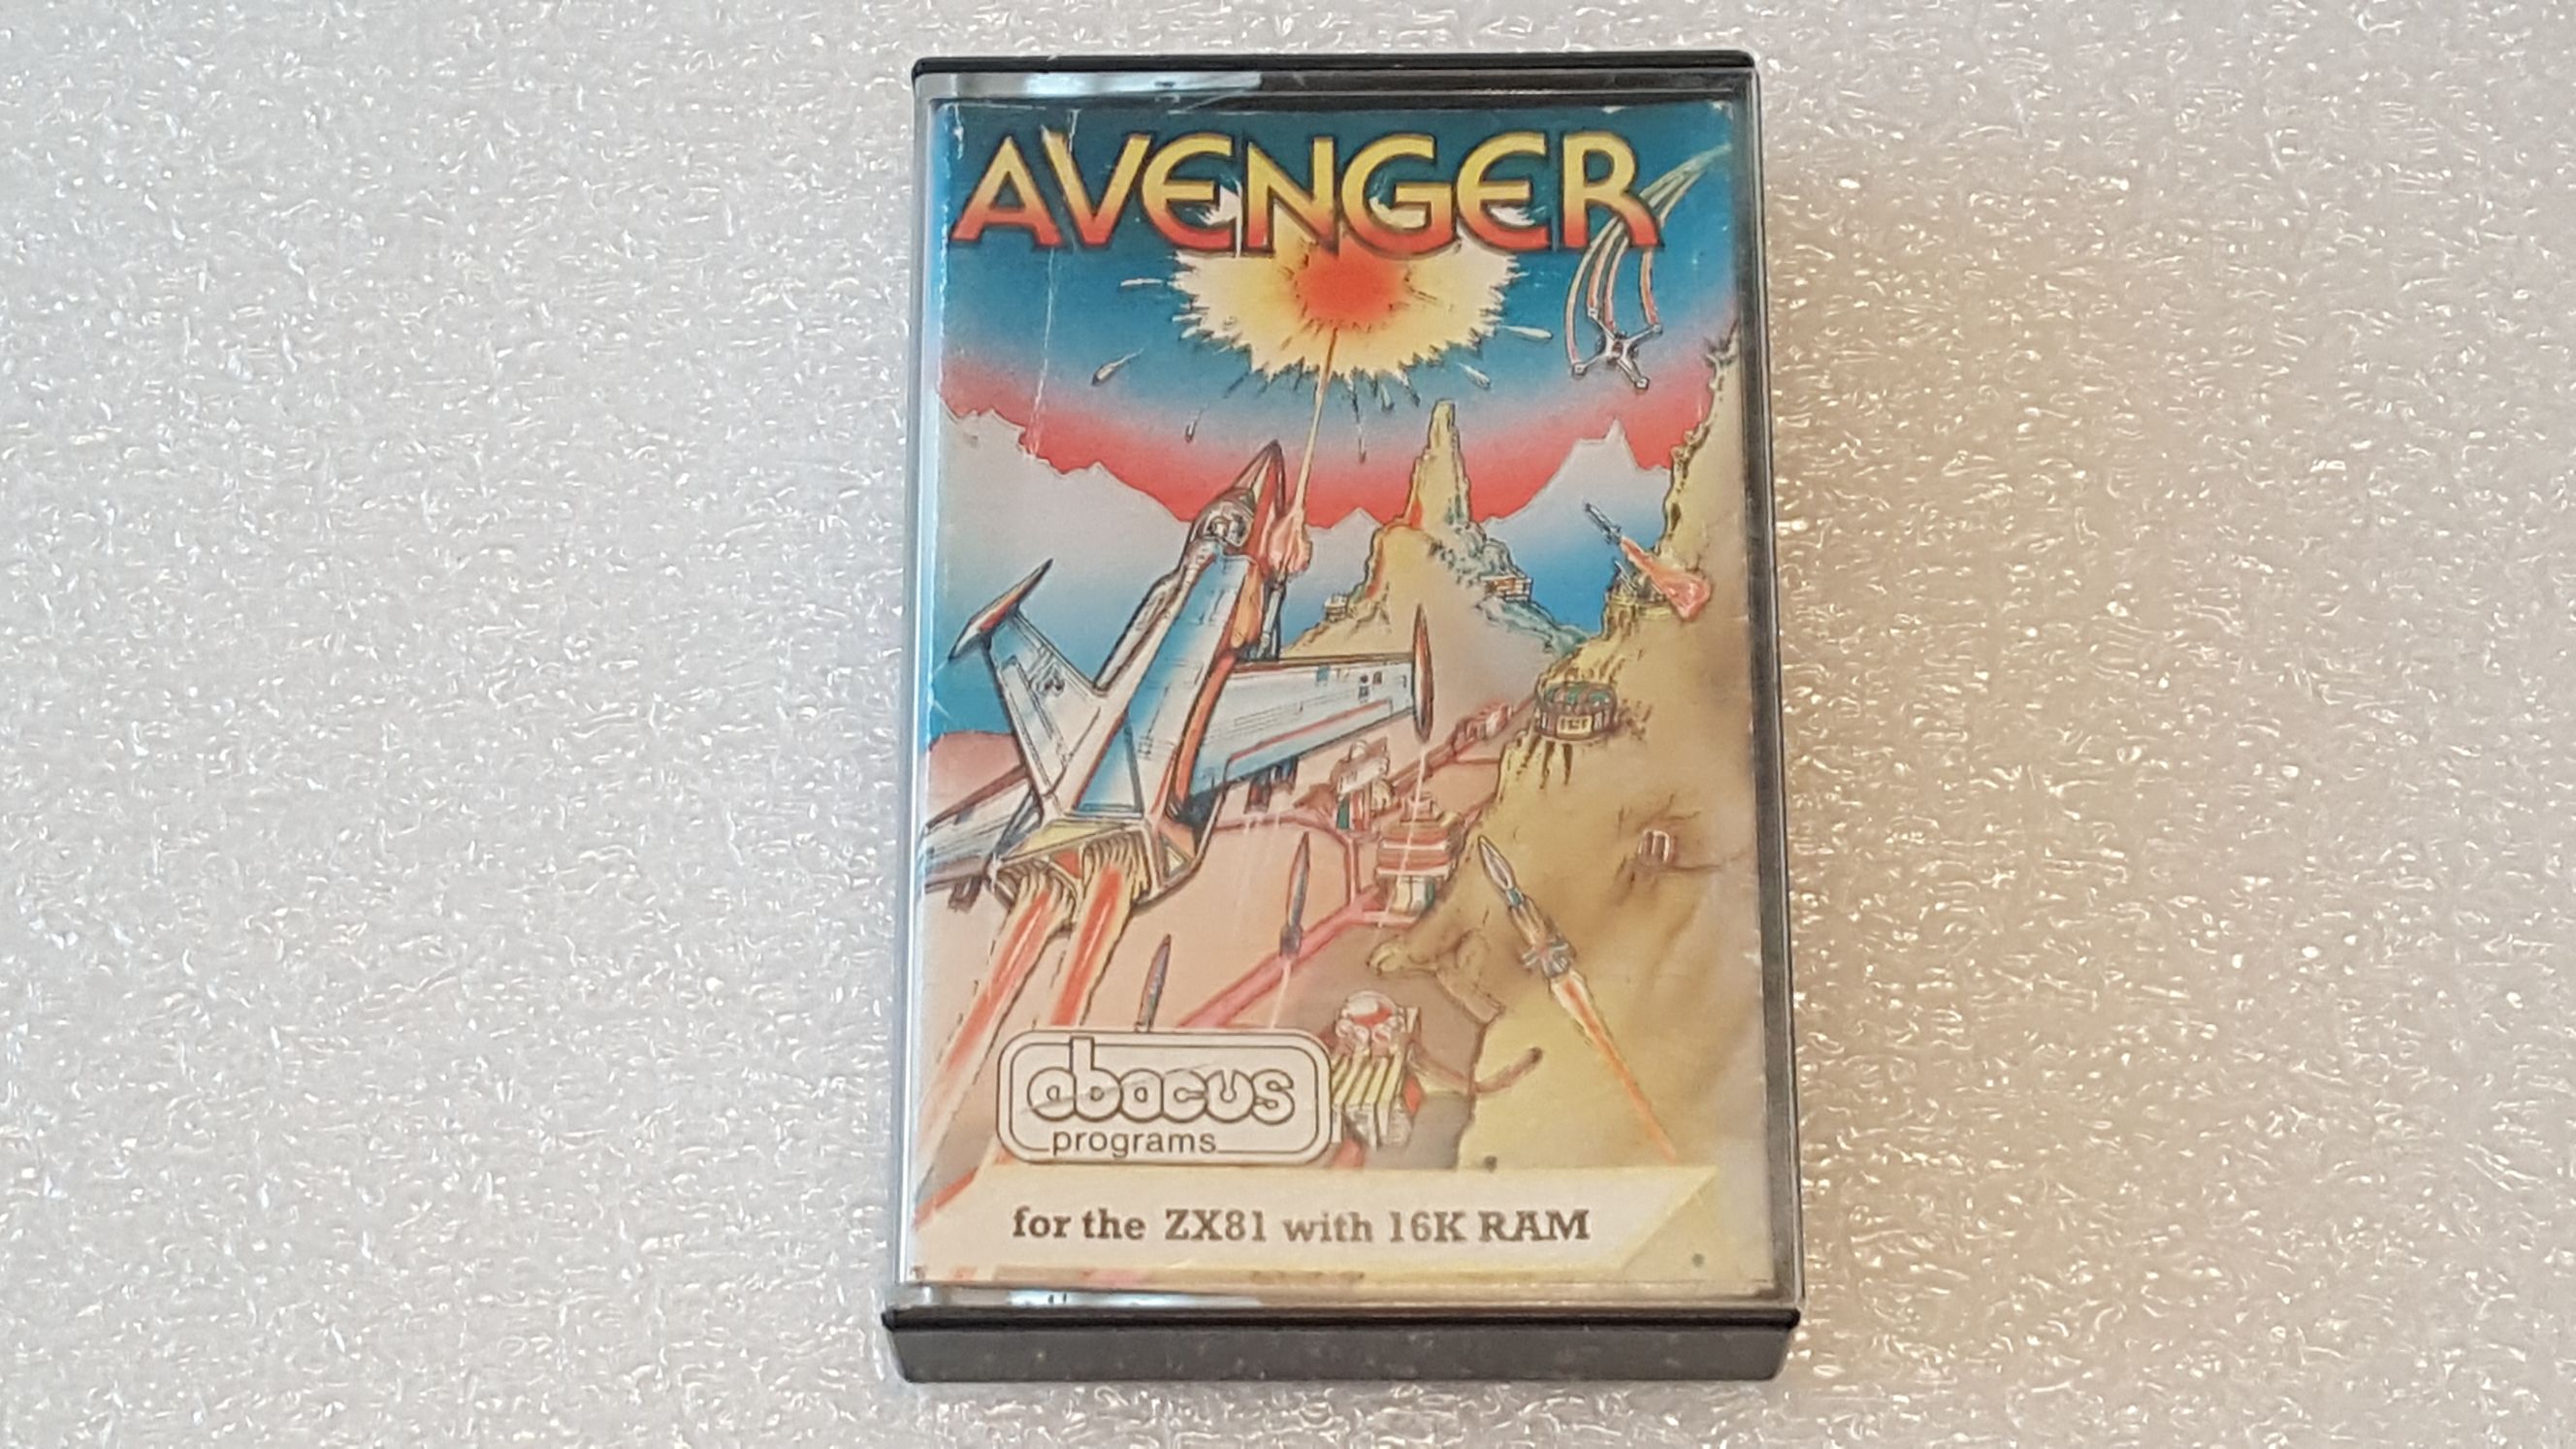 AVENGER
abacus
programs
for the ZX81 with 16K RAM